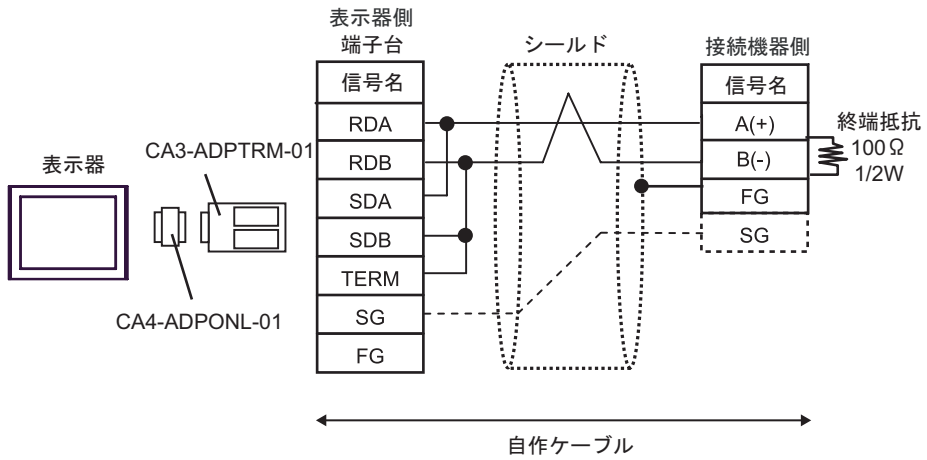 表示器側
端子台
シールド
接続機器側
信号名
信号名
RDA
A(+)
終端抵抗
CA3-ADPTRM-01
100Ω
表示器
RDB
B(-)
1/2W
SDA
FG
SDB
SG
TERM
CA4-ADPONL-01
SG
FG
自作ケーブル